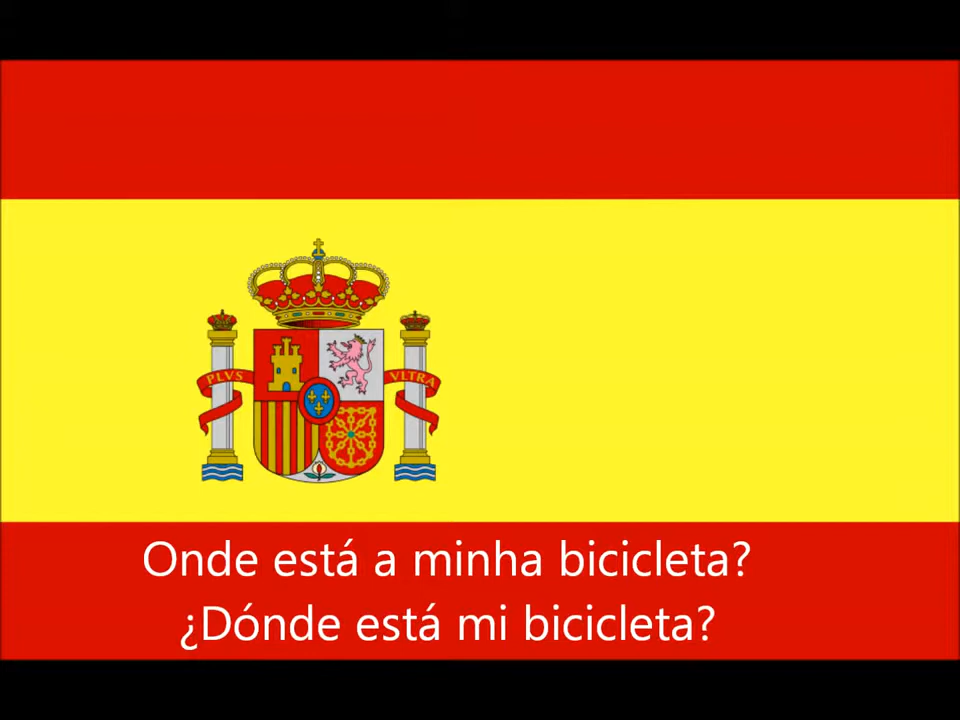 PLVS VLTRA
Onde está a minha bicicleta?
¿Dónde está mi bicicleta?